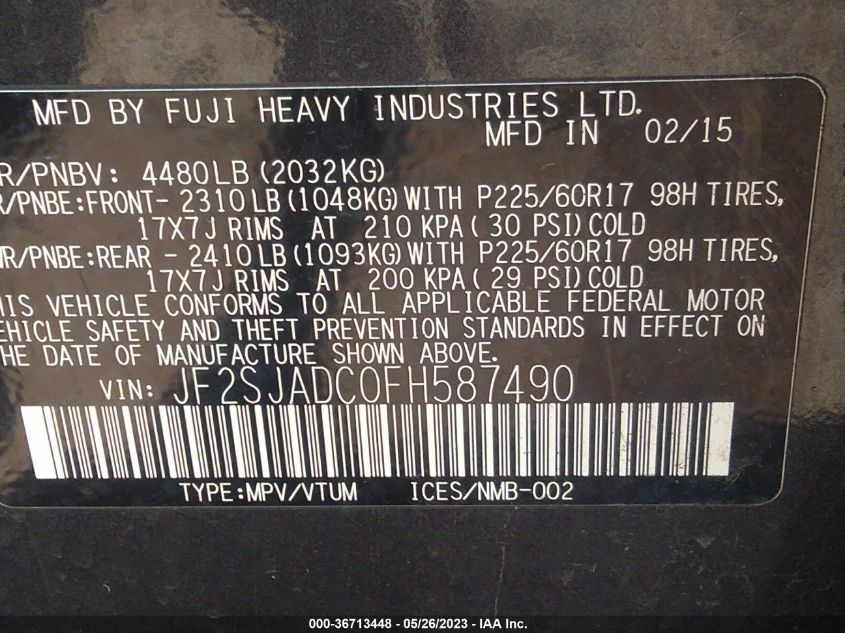 MFD BY FUJI HEAVY INDUSTRIES LTD.
MFD IN 02/15
R/PNBV: 4480LB(2032KG)
R/PNBE:FRONT- 2310LB(1048KG)WITH P225/60R17 98H TIRES,
17X7J RIMS AT 210 KPA(30 PSI)COLD
WR/PNBE:REAR - 2410LB(1093KG)WITH P225/60R17 98H TIRES,
17X7J RIMS AT 200 KPA(29 PSI)COLD
HIS VEHICLE CONFORMS TO ALL APPLICABLE FEDERAL MOTOR
EHICLE SAFETY AND THEFT PREVENTION STANDARDS IN EFFECT ON
HE DATE OF MANUFACTURE SHOWN ABOVE.
VIN: JF2SJADC0FH587490
TYPE:MPV/VTUM ICES/NMB-002
000-36713448 - 05/26/2023 - IAA Inc.